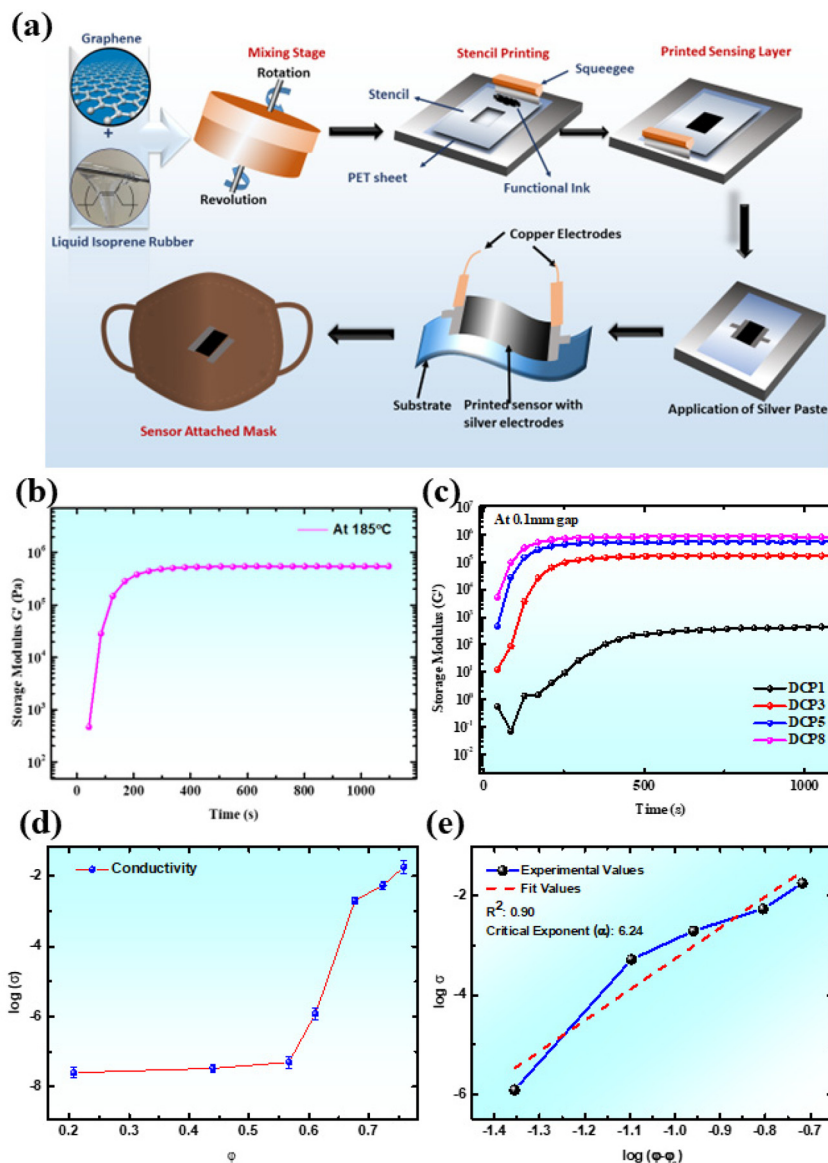 (a)
Graphene
+
Liquid Isoprene Rubber
Mixing Stage
Rotation
Revolution
Stencil Printing
Squeegee
Stencil
PET sheet
Functional Ink
Printed Sensing Layer
Copper Electrodes
Substrate
Printed sensor with
silver electrodes
Application of Silver Paste
Sensor Attached Mask
(b)
At 185°C
Storage Modulus G' (Pa)
10⁶
10⁵
10⁴
10³
10²
0 200 400 600 800 1000
Time (s)
(c)
At 0.1mm gap
Storage Modulus (G')
10⁷
10⁶
10⁵
10⁴
10³
10²
10¹
10⁰
10⁻¹
10⁻²
DCP1
DCP3
DCP5
DCP8
0 500 1000
Time (s)
(d)
Conductivity
log (σ)
-2
-4
-6
-8
0.2 0.3 0.4 0.5 0.6 0.7
φ
(e)
Experimental Values
Fit Values
R²: 0.90
Critical Exponent (α): 6.24
log σ
-2
-4
-6
-1.4 -1.3 -1.2 -1.1 -1.0 -0.9 -0.8 -0.7